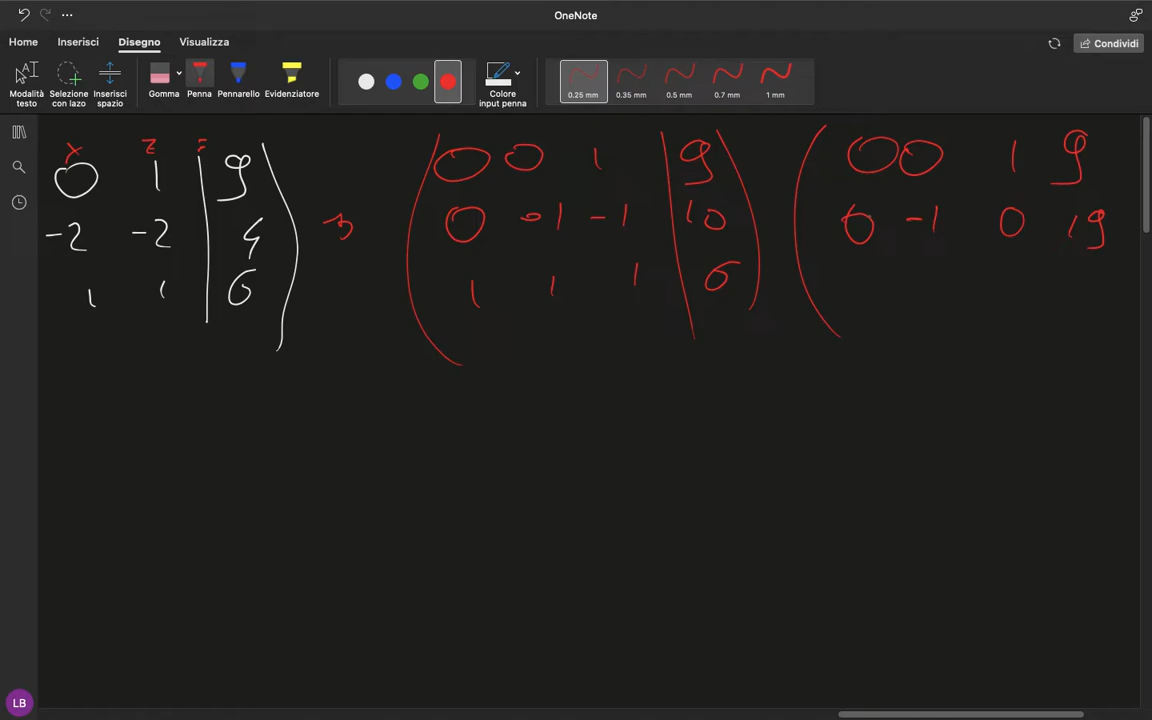 OneNote
Home Inserisci Disegno Visualizza
Condividi
Modalità testo
Selezione con lazo
Inserisci spazio
Gomma
Penna
Pennarello
Evidenziatore
Colore input penna
0.25 mm
0.35 mm
0.5 mm
0.7 mm
1 mm
x z =
0 1 | 9
-2 -2 | 4
1 1 | 6
0 0 1 | 9
0 -1 -1 | 10
1 1 1 | 6
0 0 1 9
0 -1 0 19
LB